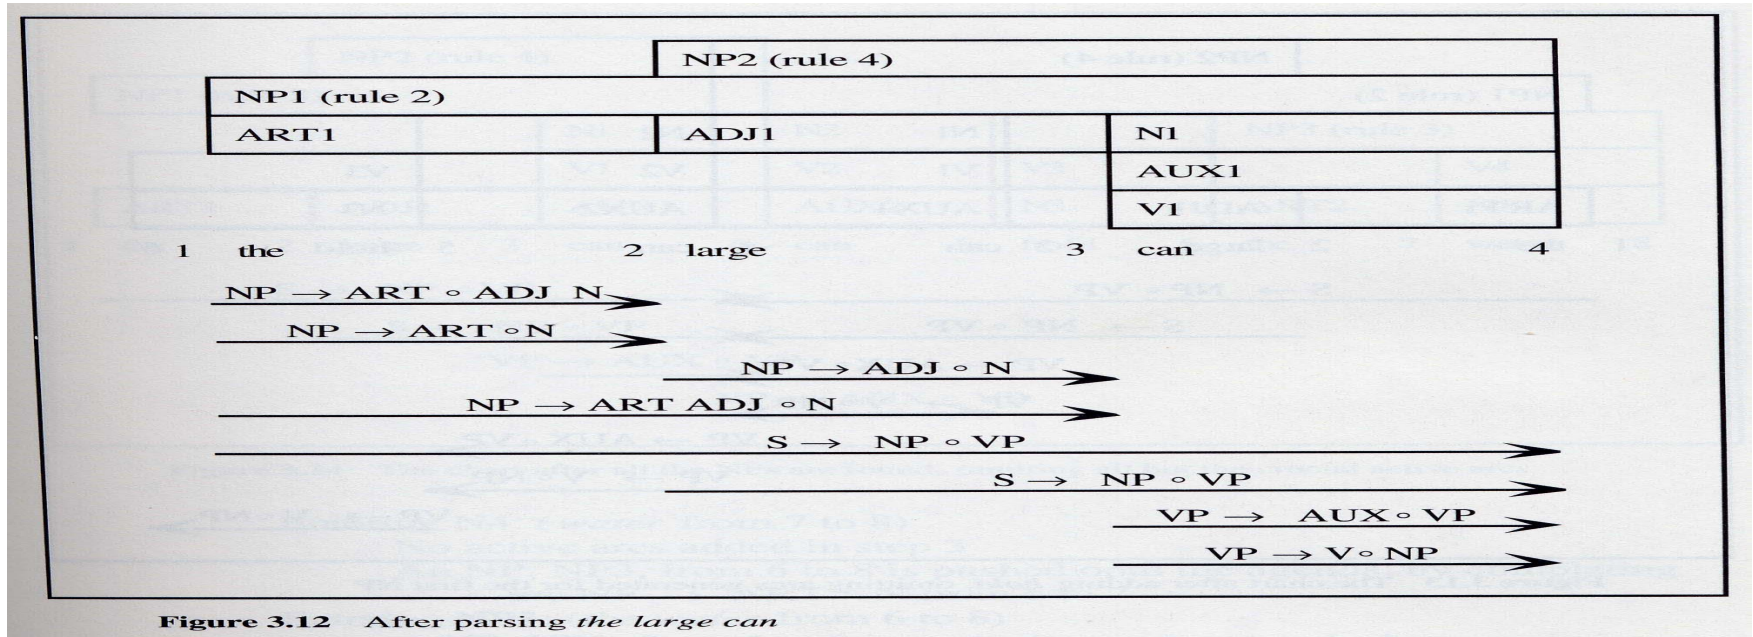 NP2 (rule 4)
NP1 (rule 2)
ART1 ADJ1 N1
AUX1
V1
1 the 2 large 3 can 4
NP → ART ∘ ADJ N
NP → ART ∘ N
NP → ADJ ∘ N
NP → ART ADJ ∘ N
S → NP ∘ VP
S → NP ∘ VP
VP → AUX ∘ VP
VP → V ∘ NP
Figure 3.12 After parsing the large can